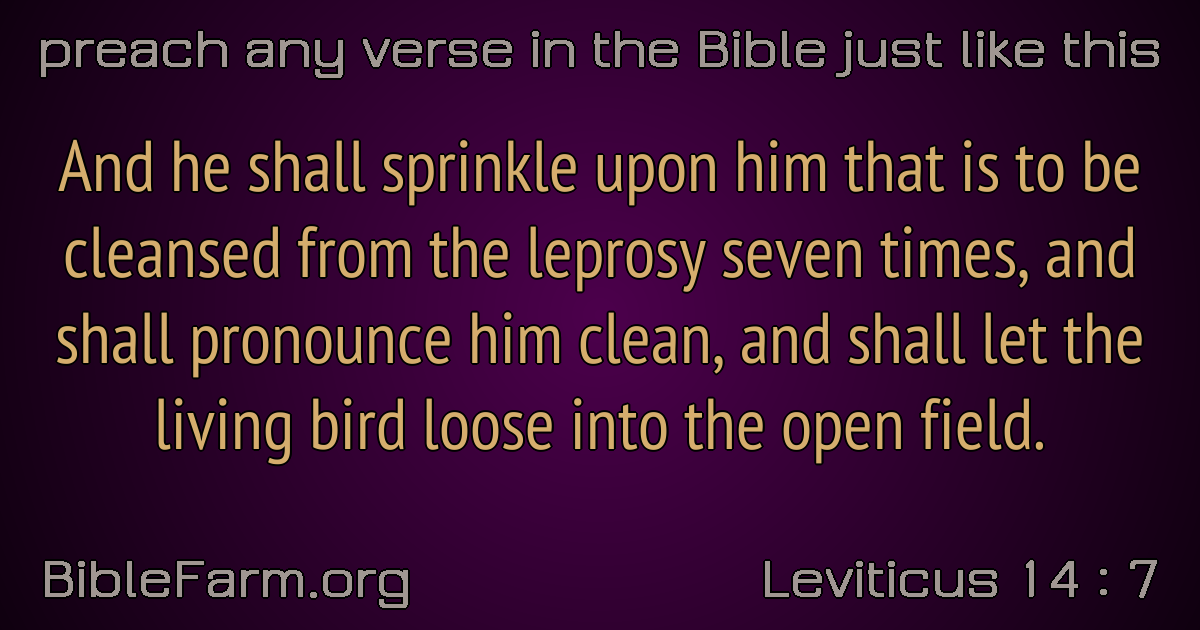 preach any verse in the Bible just like this
And he shall sprinkle upon him that is to be
cleansed from the leprosy seven times, and
shall pronounce him clean, and shall let the
living bird loose into the open field.
BibleFarm.org
Leviticus 14 : 7